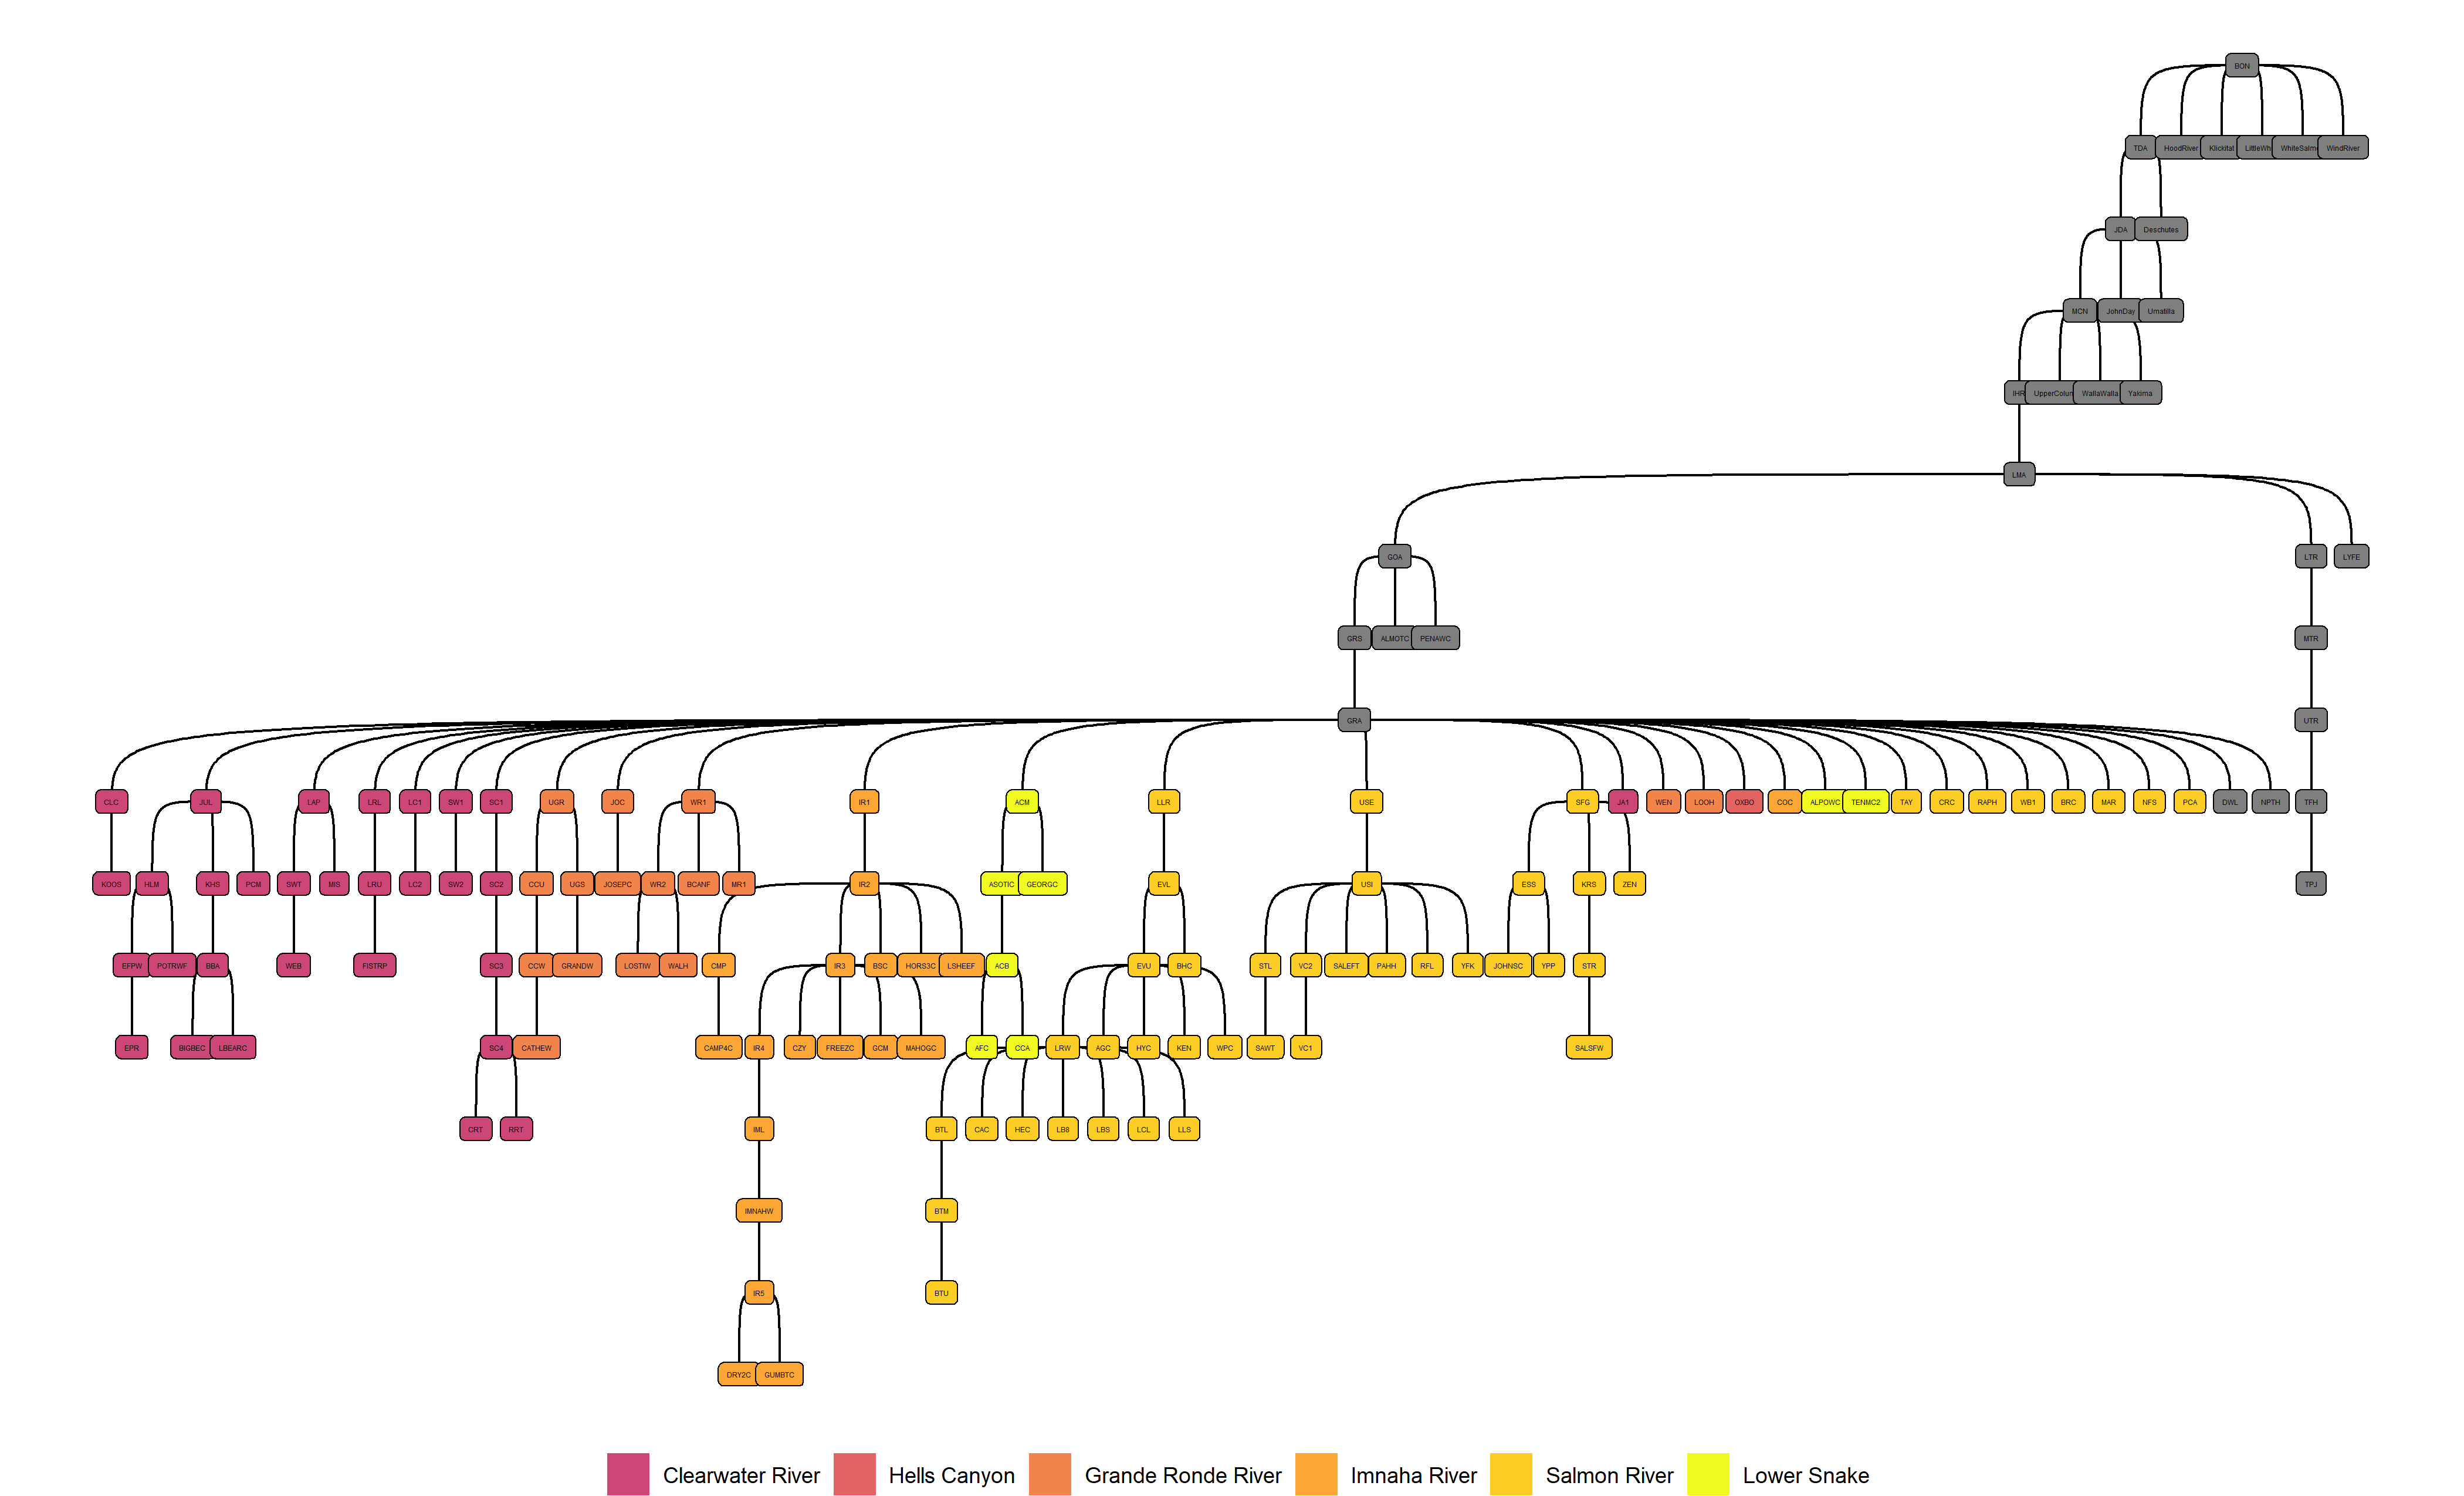 BON
TDA HoodRiver Klickitat LittleWh WhiteSalm WindRiver
JDA Deschutes
MCN JohnDay Umatilla
IHR UpperColun WallaWalla Yakima
LMA
GOA LTR LYFE
GRS ALMOTC PENAWC MTR
GRA UTR
CLC JUL LAP LRL LC1 SW1 SC1 UGR JOC WR1 IR1 ACM LLR USE SFG JA1 WEN LOOH OXBO COC ALPOWC TENMC2 TAY CRC RAPH WB1 BRC MAR NFS PCA DWL NPTH TFH
KOOS HLM KHS PCM SWT MIS LRU LC2 SW2 SC2 CCU UGS JOSEPC WR2 BCANF MR1 IR2 ASOTIC GEORGC EVL USI ESS KRS ZEN TPJ
EFPW POTRWF BBA WEB FISTRP SC3 CCW GRANDW LOSTIW WALH CMP IR3 BSC HORS3C LSHEEF ACB EVU BHC STL VC2 SALEFT PAHH RFL YFK JOHNSC YPP STR
EPR BIGBEC LBEARC SC4 CATHEW CAMP4C IR4 CZY FREEZC GCM MAHOGC AFC CCA LRW AGC HYC KEN WPC SAWT VC1 SALSFW
CRT RRT IML BTL CAC HEC LB8 LBS LCL LLS
IMNAHW BTM
IR5 BTU
DRY2C GUMBTC
Clearwater River Hells Canyon Grande Ronde River Imnaha River Salmon River Lower Snake